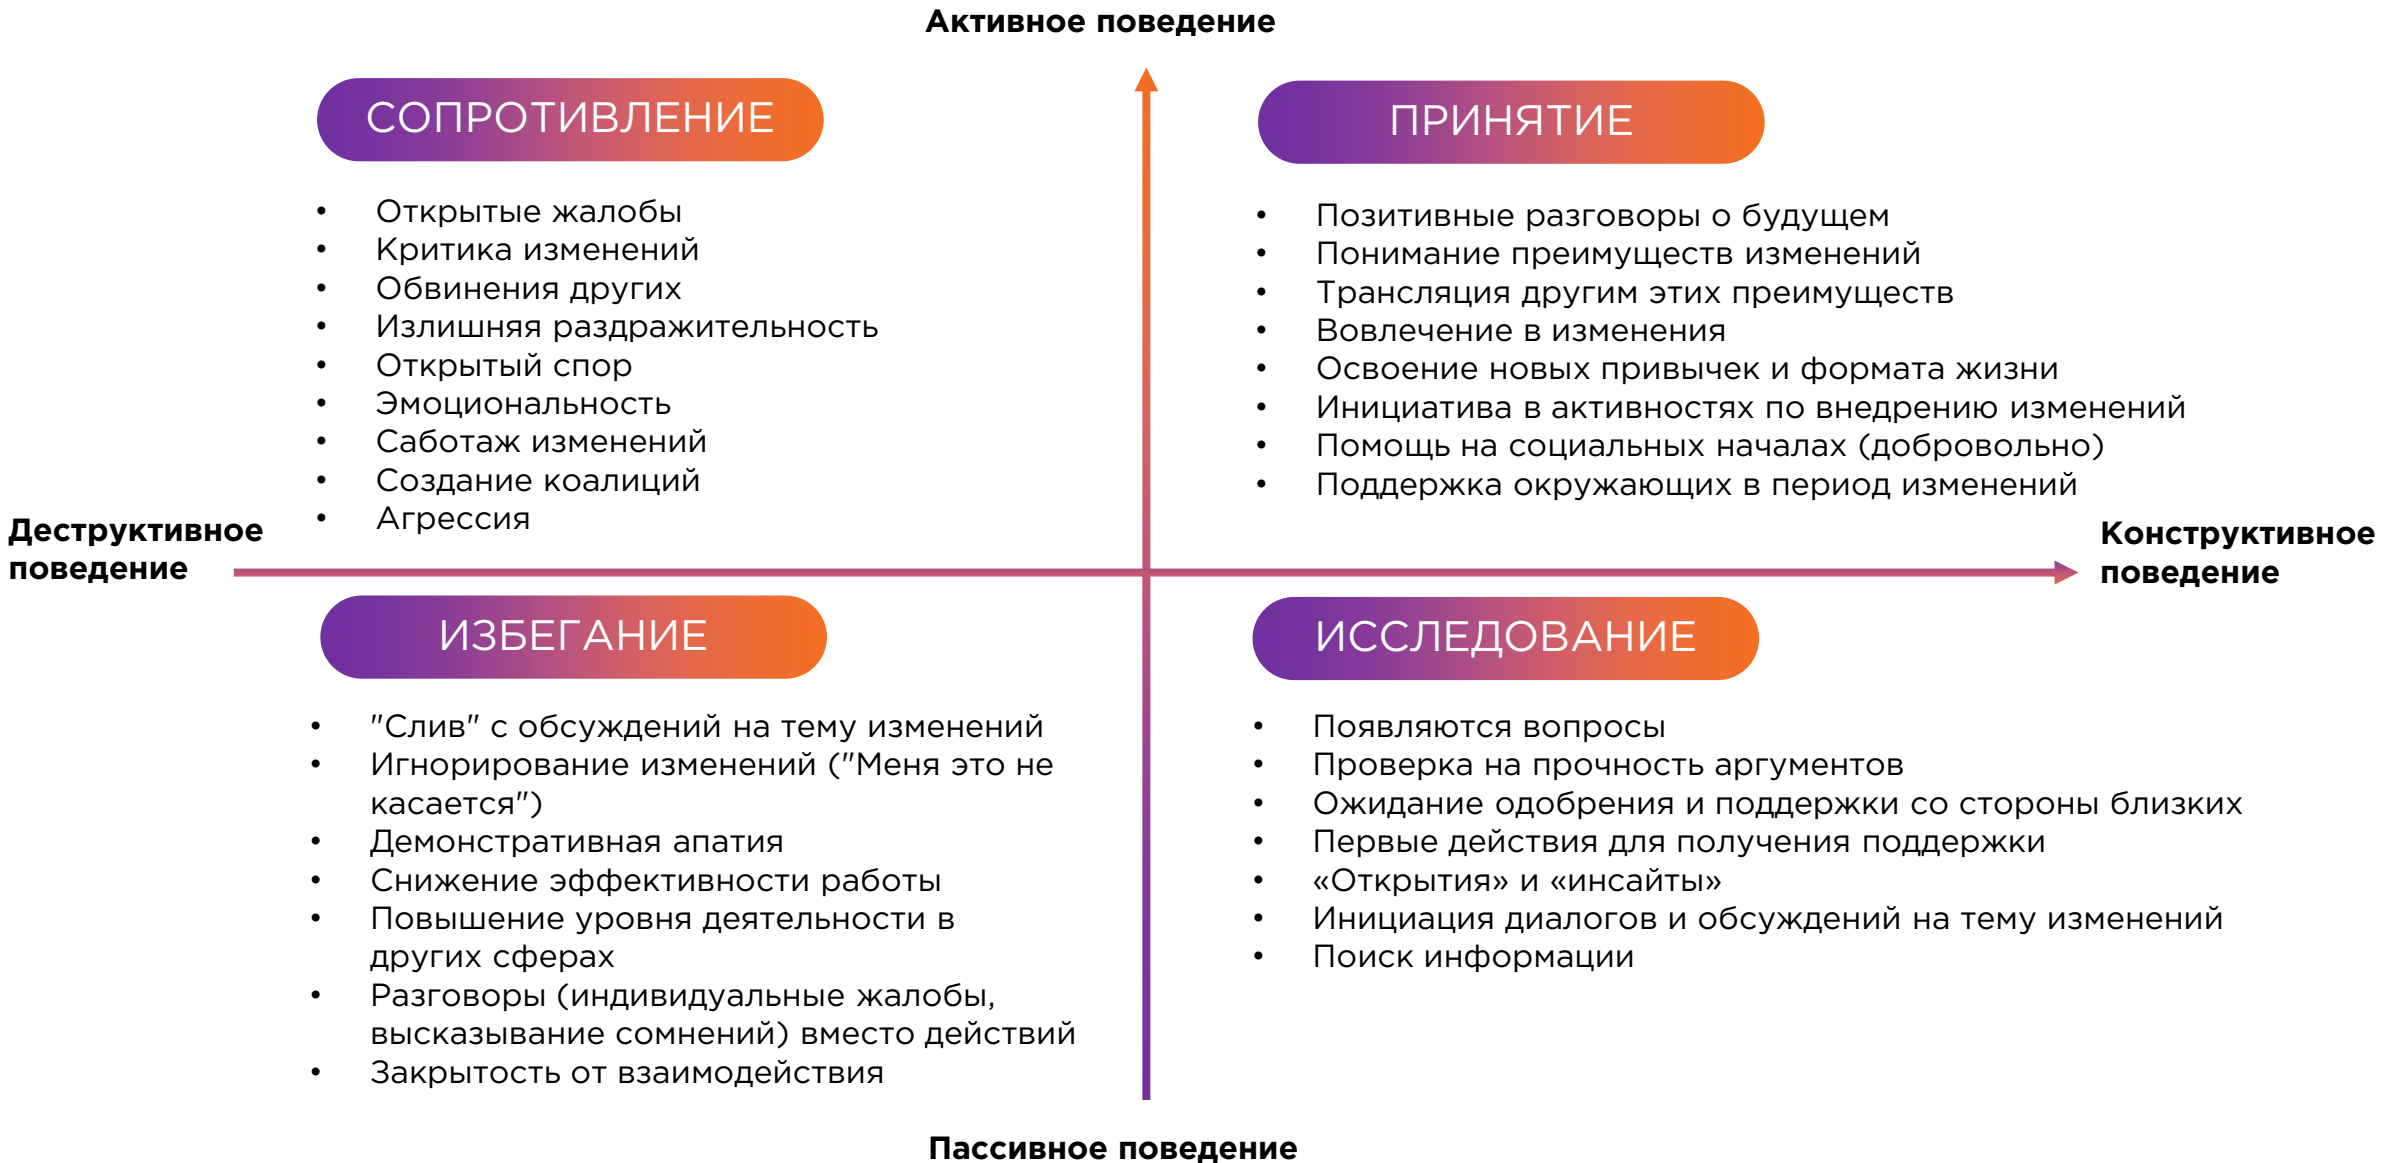 Активное поведение
СОПРОТИВЛЕНИЕ
• Открытые жалобы
• Критика изменений
• Обвинения других
• Излишняя раздражительность
• Открытый спор
• Эмоциональность
• Саботаж изменений
• Создание коалиций
• Агрессия
ПРИНЯТИЕ
• Позитивные разговоры о будущем
• Понимание преимуществ изменений
• Трансляция другим этих преимуществ
• Вовлечение в изменения
• Освоение новых привычек и формата жизни
• Инициатива в активностях по внедрению изменений
• Помощь на социальных началах (добровольно)
• Поддержка окружающих в период изменений
Деструктивное
поведение
Конструктивное
поведение
ИЗБЕГАНИЕ
• "Слив" с обсуждений на тему изменений
• Игнорирование изменений ("Меня это не
касается")
• Демонстративная апатия
• Снижение эффективности работы
• Повышение уровня деятельности в
других сферах
• Разговоры (индивидуальные жалобы,
высказывание сомнений) вместо действий
• Закрытость от взаимодействия
ИССЛЕДОВАНИЕ
• Появляются вопросы
• Проверка на прочность аргументов
• Ожидание одобрения и поддержки со стороны близких
• Первые действия для получения поддержки
• «Открытия» и «инсайты»
• Инициация диалогов и обсуждений на тему изменений
• Поиск информации
Пассивное поведение